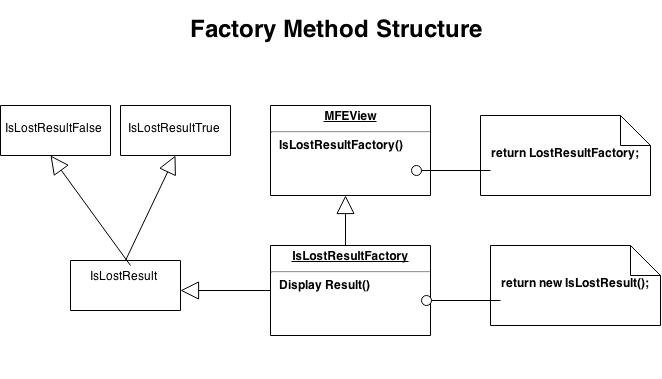 Factory Method Structure
IsLostResultFalse
IsLostResultTrue
MFEView
IsLostResultFactory()
return LostResultFactory;
IsLostResult
IsLostResultFactory
Display Result()
return new IsLostResult();